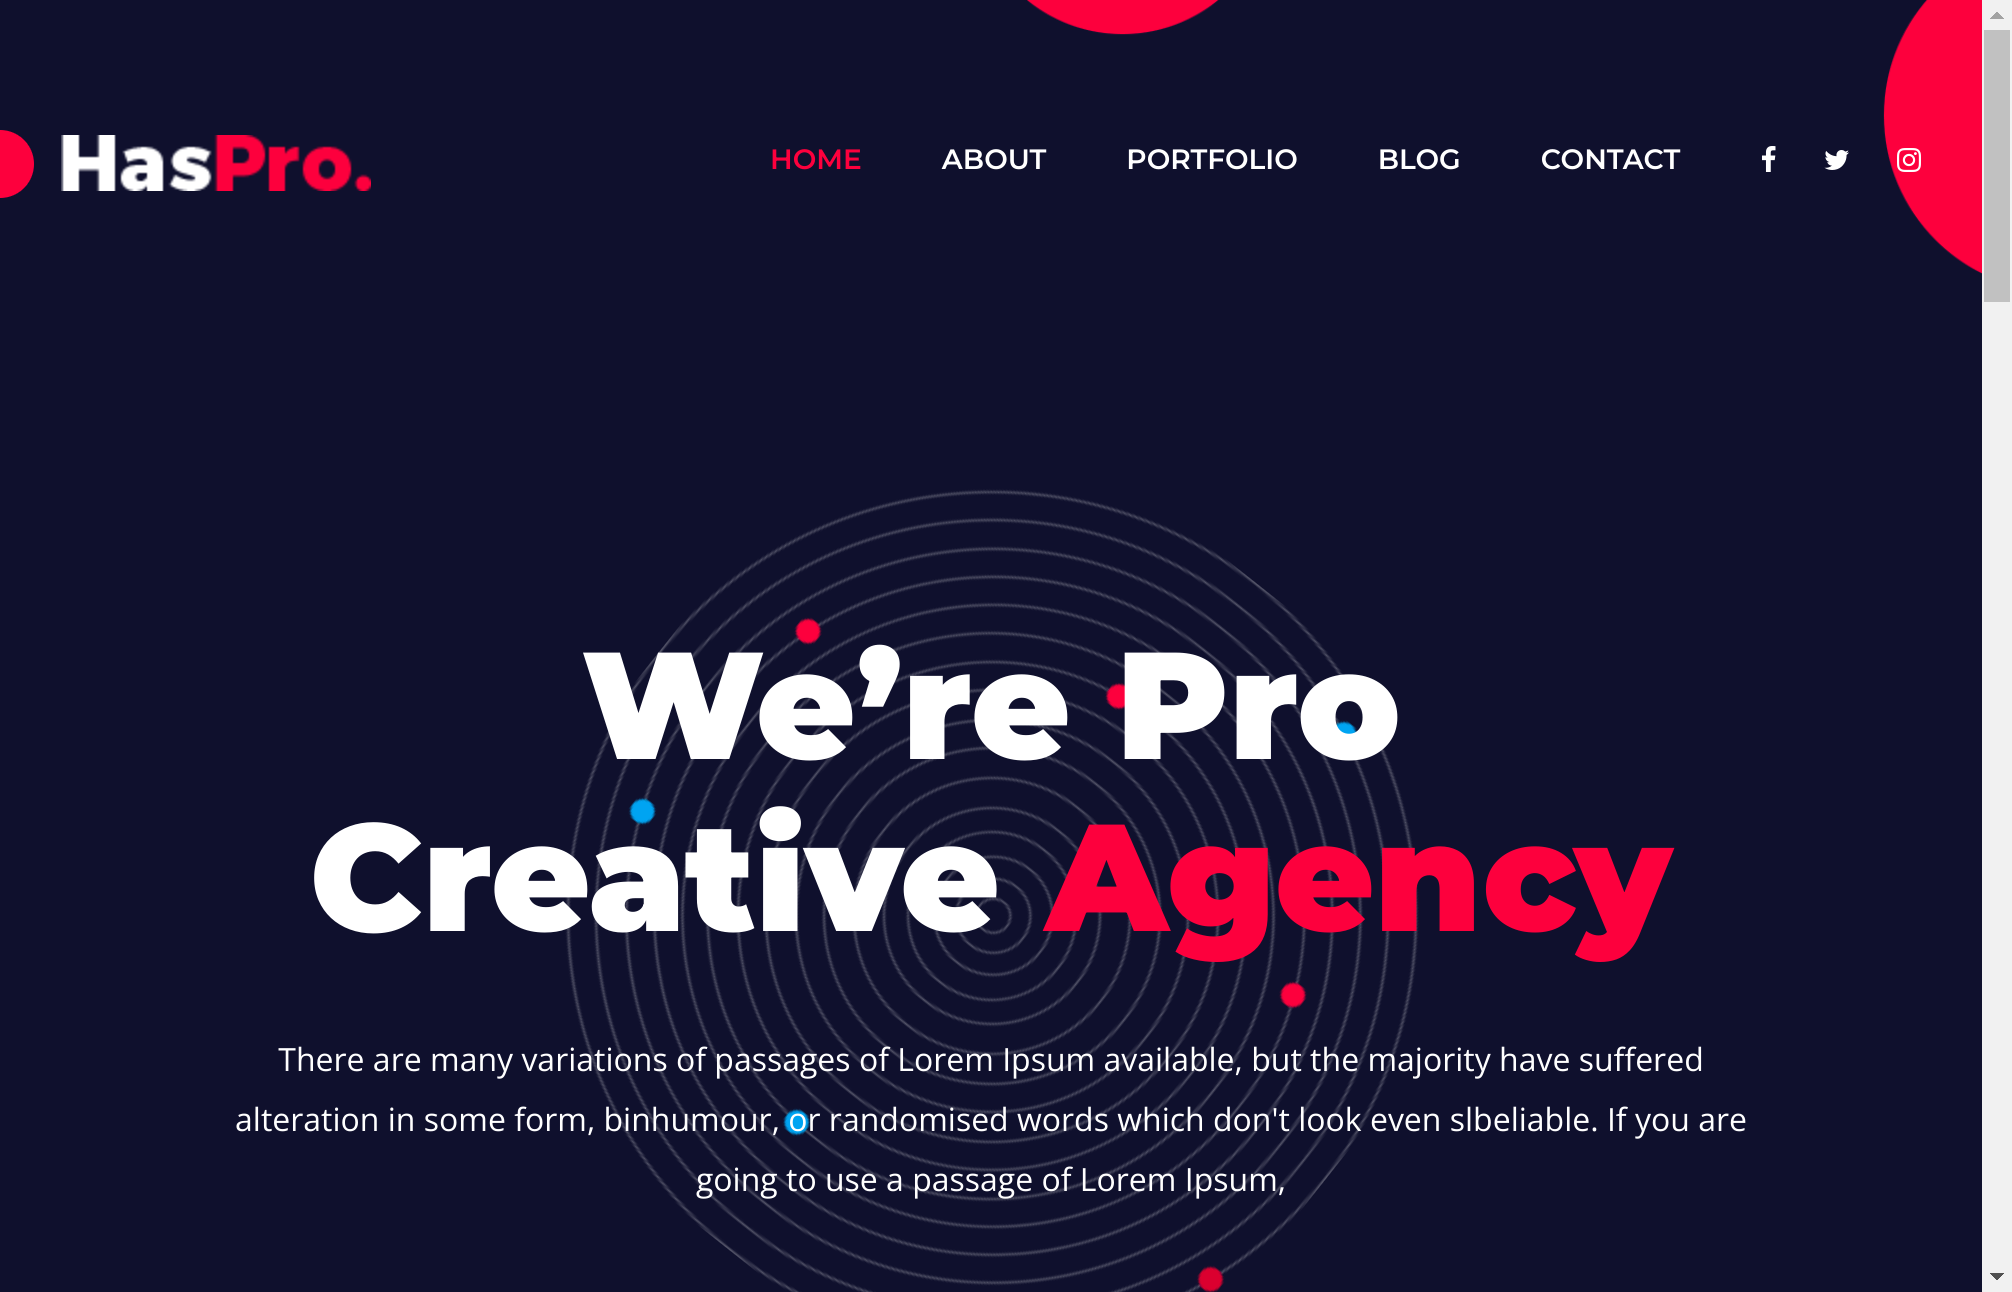 HasPro.
HOME ABOUT PORTFOLIO BLOG CONTACT
We’re Pro
Creative Agency
There are many variations of passages of Lorem Ipsum available, but the majority have suffered
alteration in some form, binhumour, or randomised words which don't look even slbeliable. If you are
going to use a passage of Lorem Ipsum,